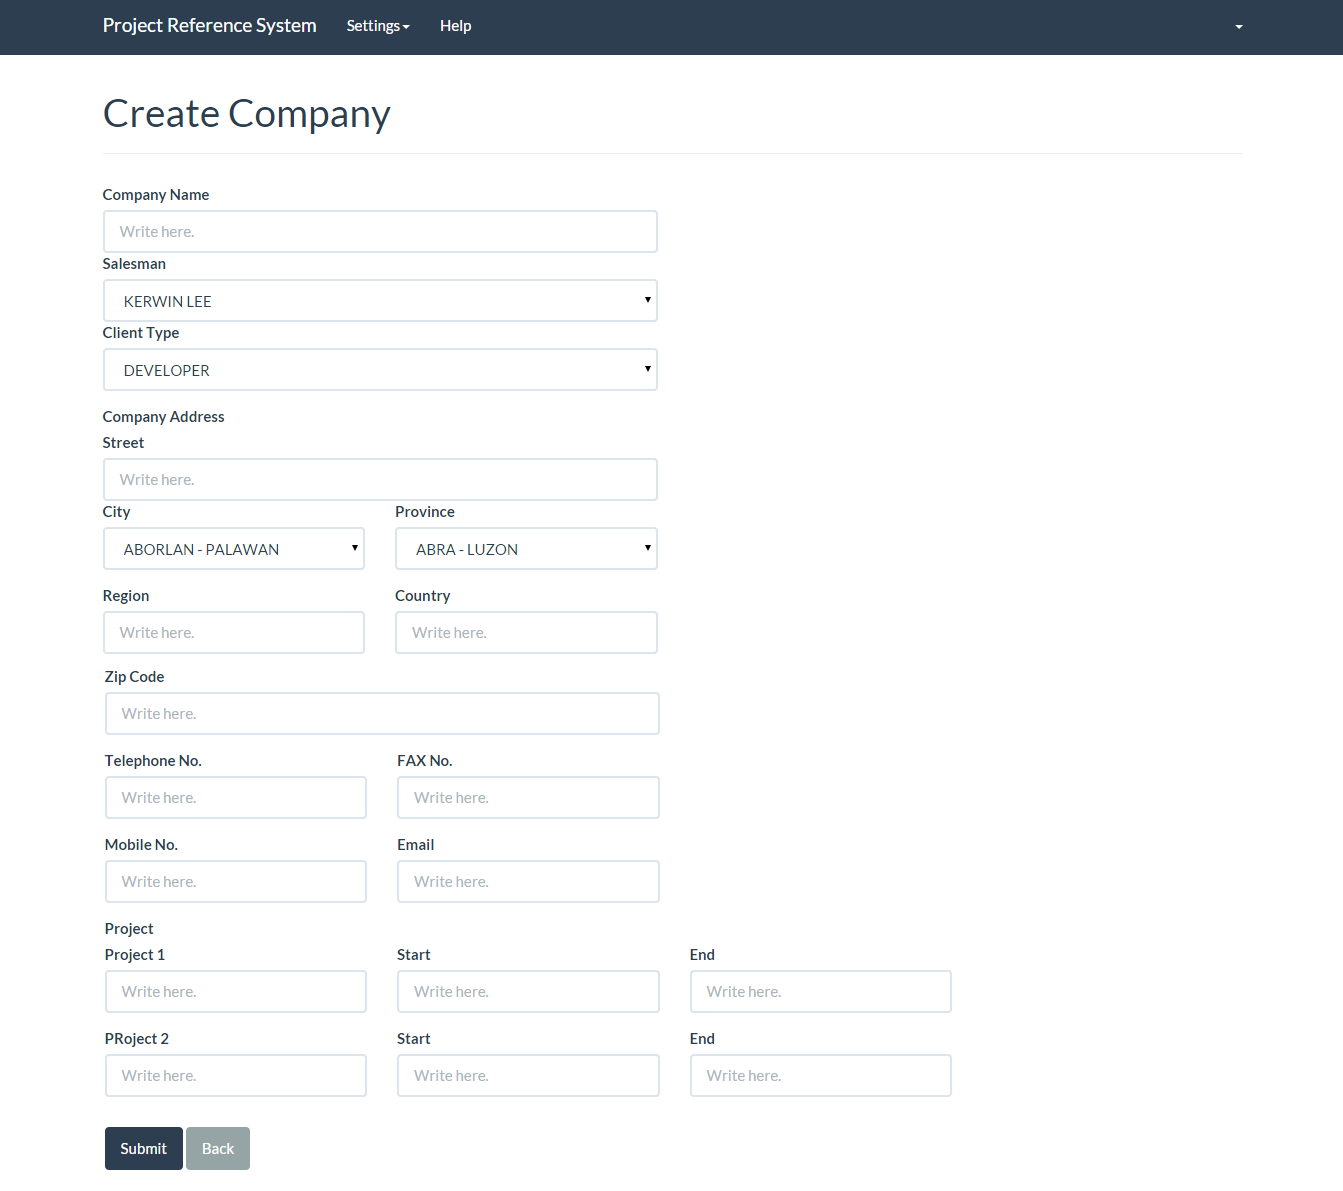 Project Reference System Settings Help
Create Company
Company Name
Write here.
Salesman
KERWIN LEE
Client Type
DEVELOPER
Company Address
Street
Write here.
City Province
ABORLAN - PALAWAN ABRA - LUZON
Region Country
Write here. Write here.
Zip Code
Write here.
Telephone No. FAX No.
Write here. Write here.
Mobile No. Email
Write here. Write here.
Project
Project 1 Start End
Write here. Write here. Write here.
PRoject 2 Start End
Write here. Write here. Write here.
Submit Back